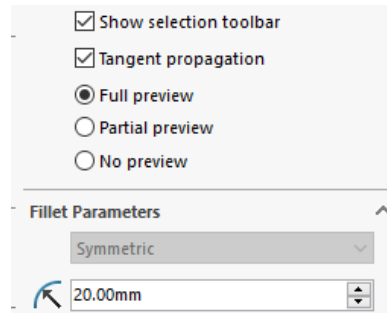 Show selection toolbar
Tangent propagation
Full preview
Partial preview
No preview
Fillet Parameters
Symmetric
20.00mm